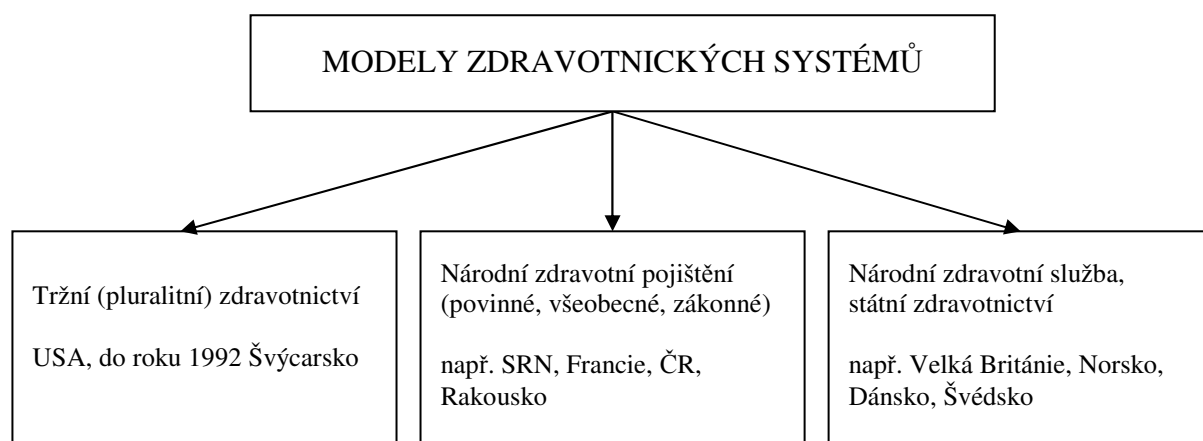 MODELY ZDRAVOTNICKÝCH SYSTÉMŮ
Tržní (pluralitní) zdravotnictví
USA, do roku 1992 Švýcarsko
Národní zdravotní pojištění
(povinné, všeobecné, zákonné)
např. SRN, Francie, ČR,
Rakousko
Národní zdravotní služba,
státní zdravotnictví
např. Velká Británie, Norsko,
Dánsko, Švédsko